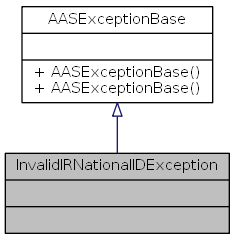 AASExceptionBase
+ AASExceptionBase()
+ AASExceptionBase()
InvalidIRNationalIDException